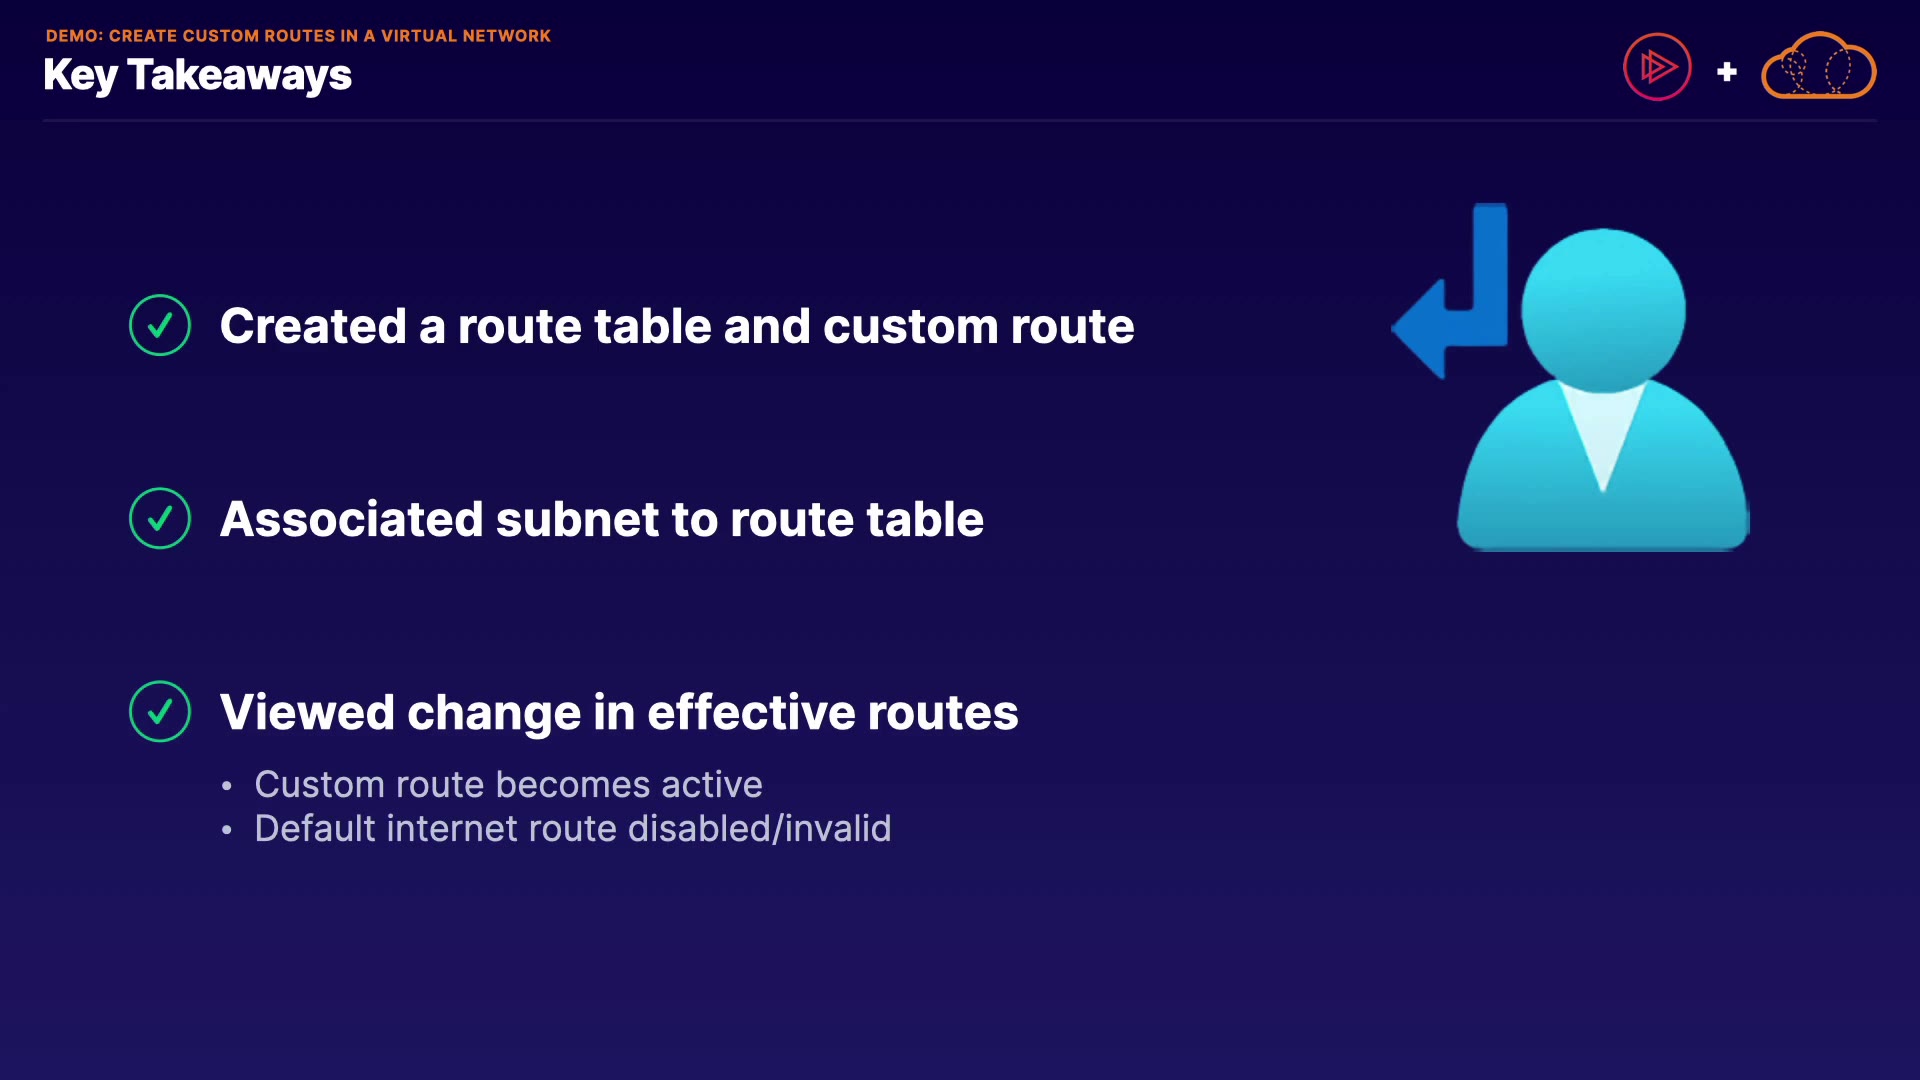 DEMO: CREATE CUSTOM ROUTES IN A VIRTUAL NETWORK
Key Takeaways
Created a route table and custom route
Associated subnet to route table
Viewed change in effective routes
• Custom route becomes active
• Default internet route disabled/invalid